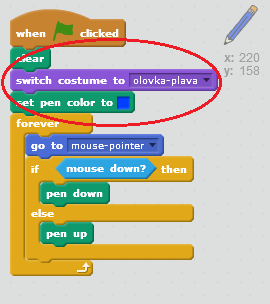 when clicked
clear
switch costume to olovka-plava
set pen color to
forever
go to mouse-pointer
if mouse down? then
pen down
else
pen up
x: 220
y: 158